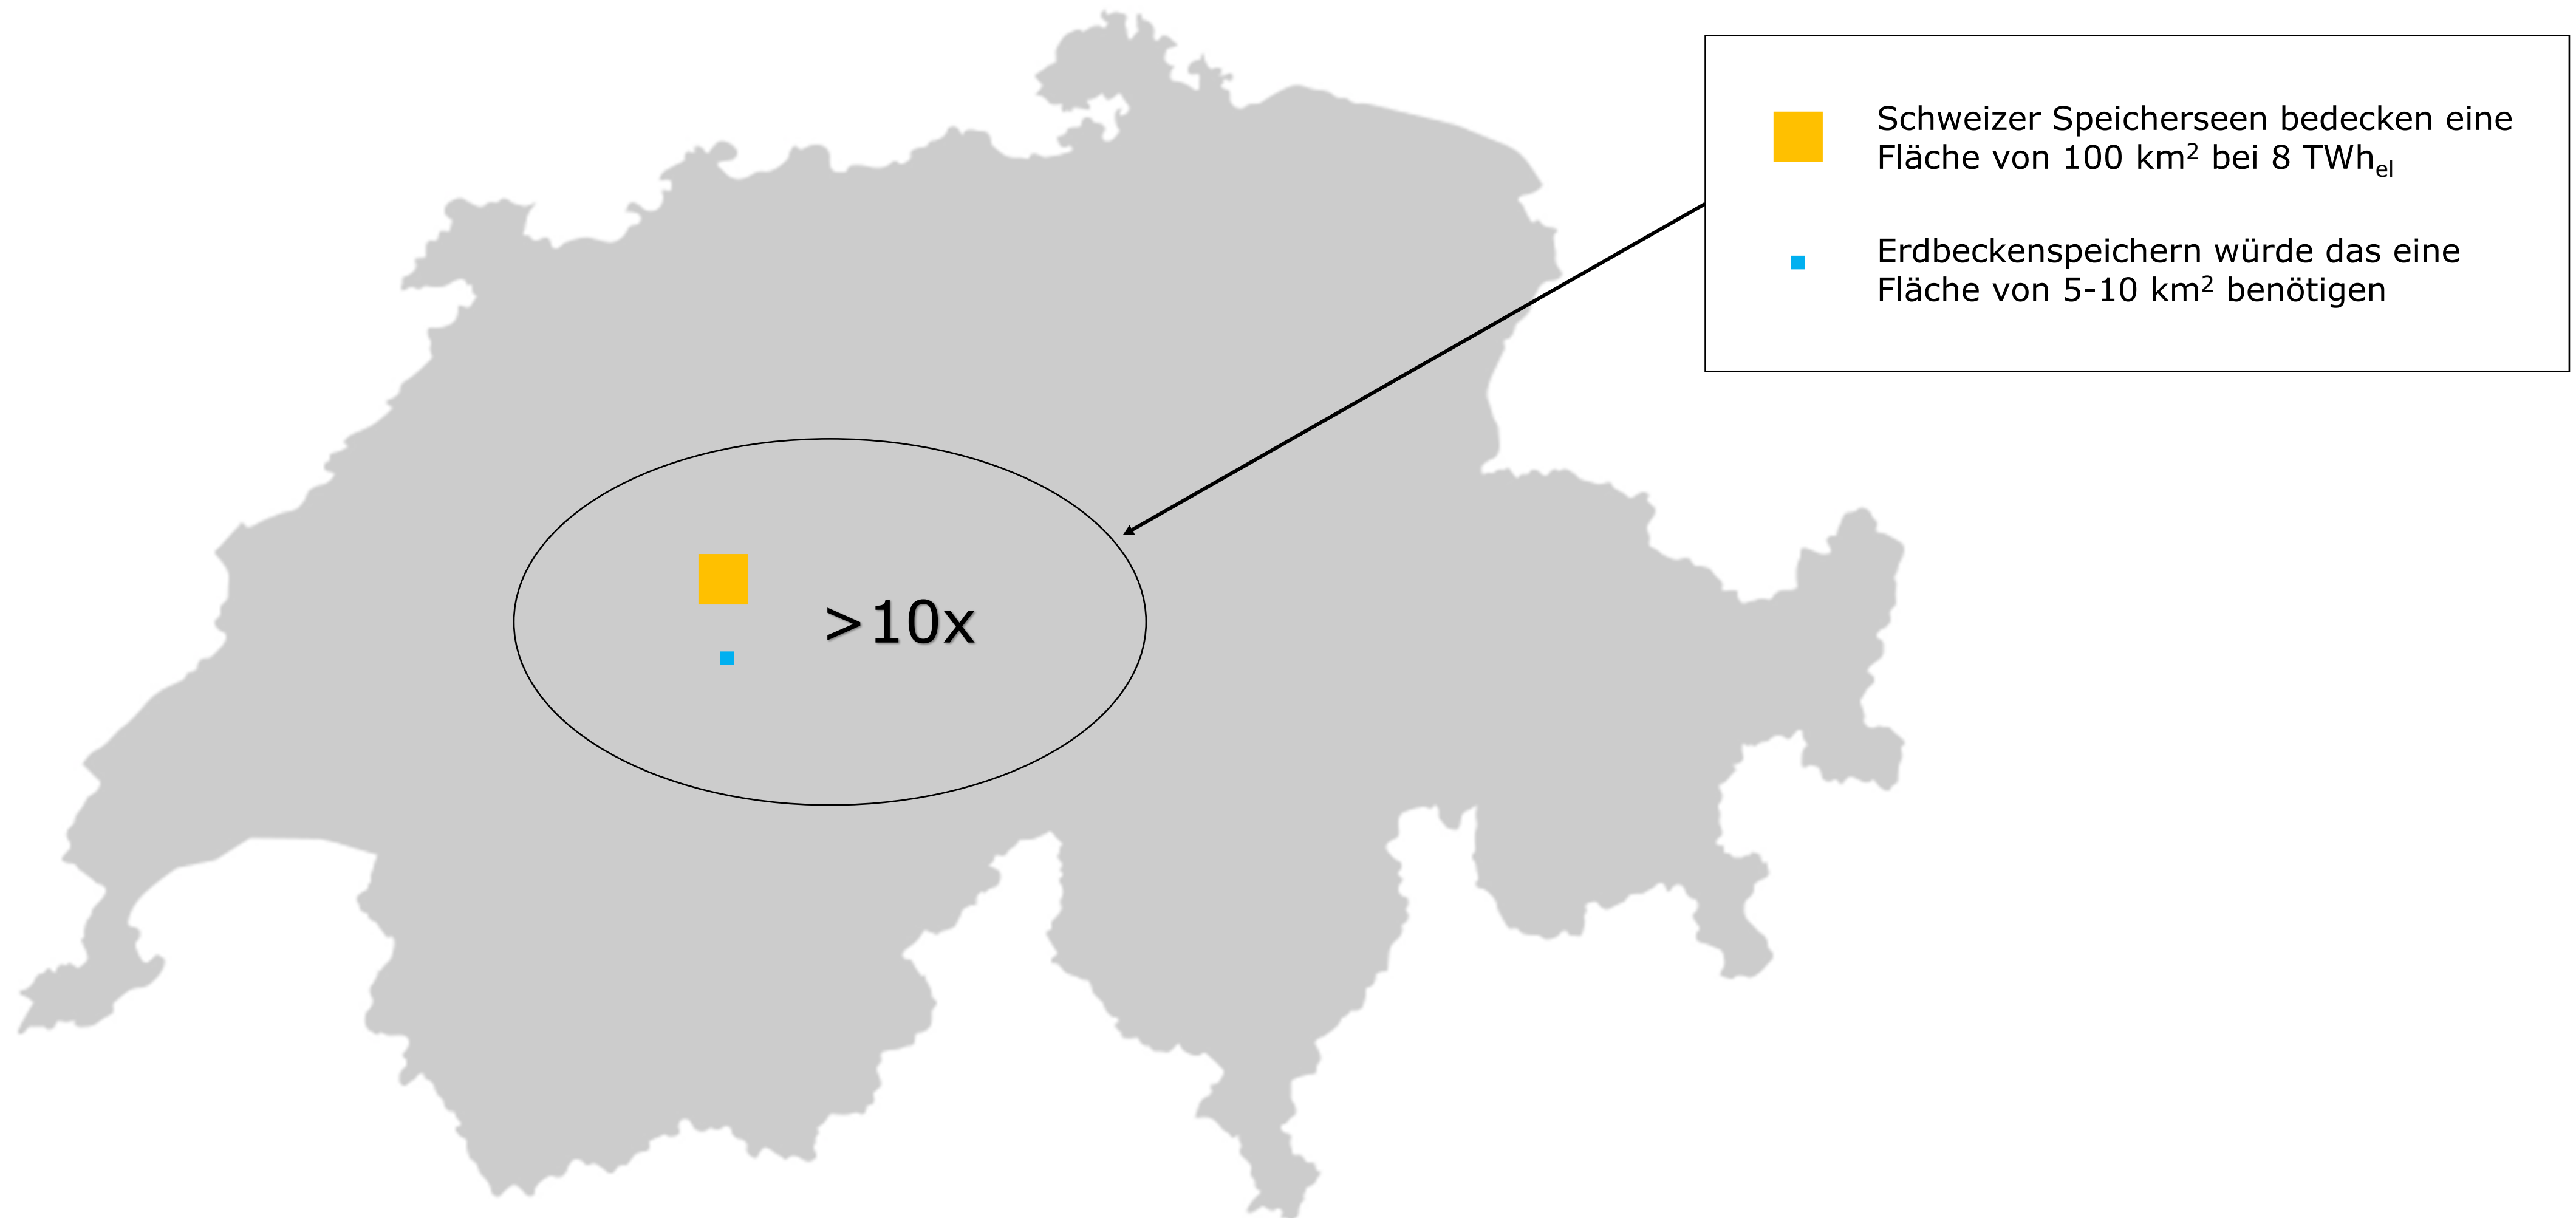 Schweizer Speicherseen bedecken eine
Fläche von 100 km² bei 8 TWhel
Erdbeckenspeichern würde das eine
Fläche von 5-10 km² benötigen
>10x